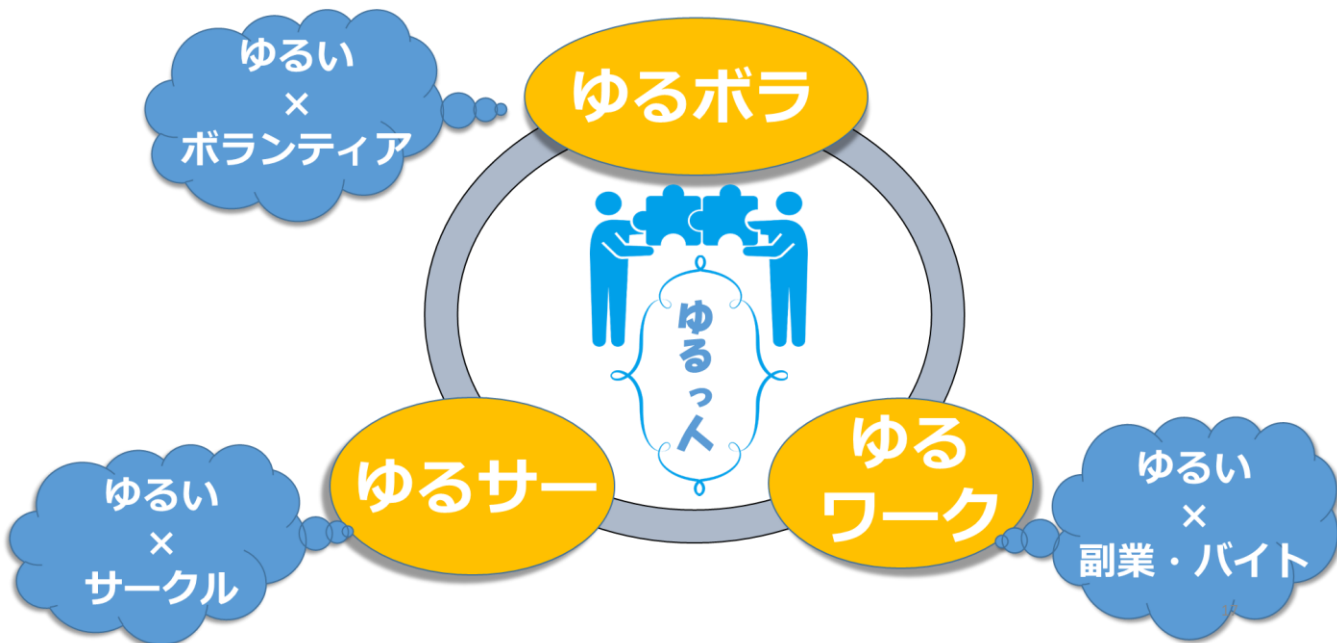 ゆるい
×
ボランティア
ゆるボラ
ゆるっ人
ゆるサー
ゆるい
×
サークル
ゆる
ワーク
ゆるい
×
副業・バイト